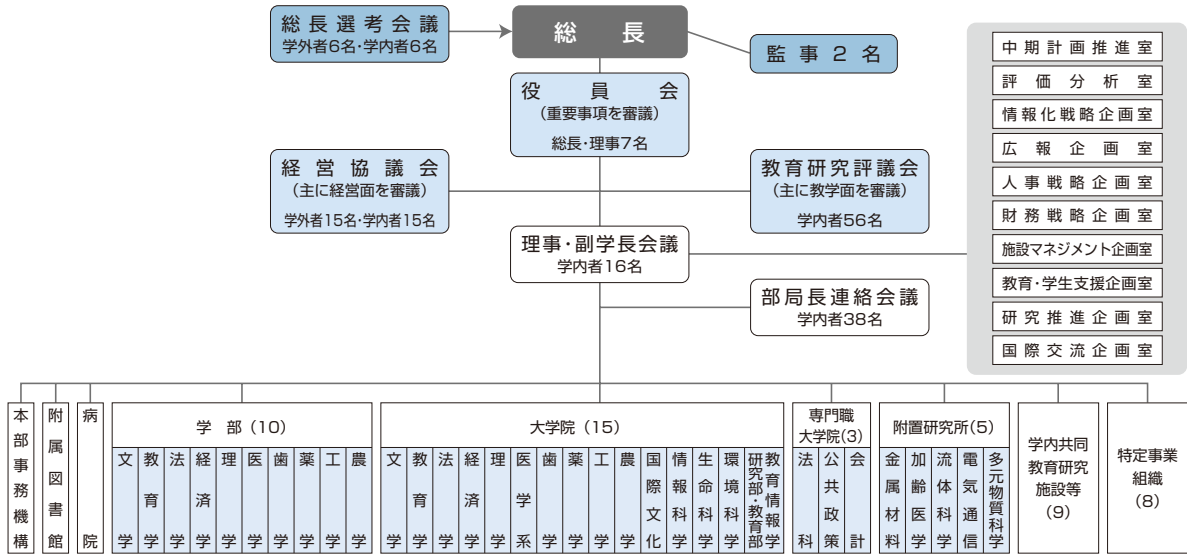 総長選考会議
学外者6名・学内者6名
総長
監事2名
役員会
(重要事項を審議)
総長・理事7名
経営協議会
(主に経営面を審議)
学外者15名・学内者15名
教育研究評議会
(主に教学面を審議)
学内者56名
理事・副学長会議
学内者16名
部局長連絡会議
学内者38名
中期計画推進室
評価分析室
情報化戦略企画室
広報企画室
人事戦略企画室
財務戦略企画室
施設マネジメント企画室
教育・学生支援企画室
研究推進企画室
国際交流企画室
本部事務機構
附属図書館
病院
学部(10)
文学
教育学
法学
経済学
理学
医学
歯学
薬学
工学
農学
大学院(15)
文学
教育学
法学
経済学
理学
医学系
歯学
薬学
工学
農学
国際文化
情報科学
生命科学
環境科学
教育情報学
研究部・教育部
専門職
大学院(3)
法科
公共政策
会計
附置研究所(5)
金属材料
加齢医学
流体科学
電気通信
多元物質科学
学内共同
教育研究
施設等
(9)
特定事業
組織
(8)